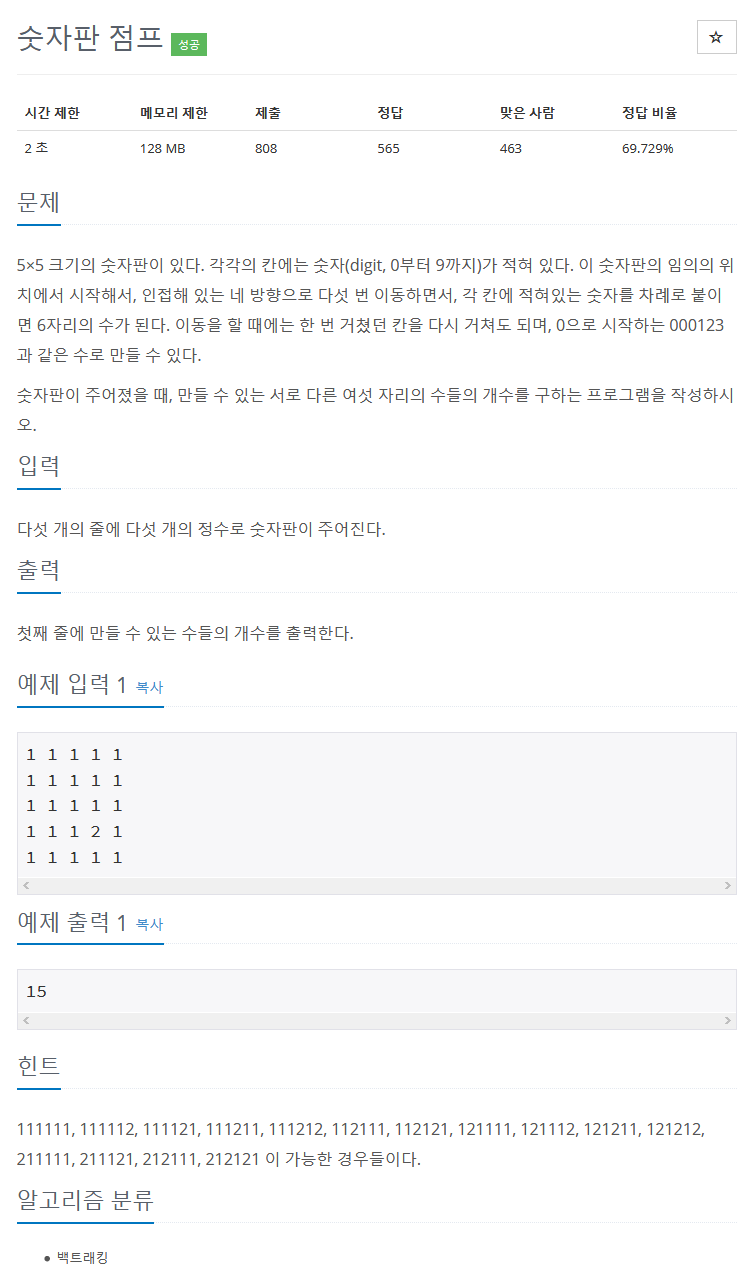 숫자판 점프 성공
☆
시간 제한 메모리 제한 제출 정답 맞은 사람 정답 비율
2 초 128 MB 808 565 463 69.729%
문제
5×5 크기의 숫자판이 있다. 각각의 칸에는 숫자(digit, 0부터 9까지)가 적혀 있다. 이 숫자판의 임의의 위
치에서 시작해서, 인접해 있는 네 방향으로 다섯 번 이동하면서, 각 칸에 적혀있는 숫자를 차례로 붙이
면 6자리의 수가 된다. 이동을 할 때에는 한 번 거쳤던 칸을 다시 거쳐도 되며, 0으로 시작하는 000123
과 같은 수로 만들 수 있다.
숫자판이 주어졌을 때, 만들 수 있는 서로 다른 여섯 자리의 수들의 개수를 구하는 프로그램을 작성하시
오.
입력
다섯 개의 줄에 다섯 개의 정수로 숫자판이 주어진다.
출력
첫째 줄에 만들 수 있는 수들의 개수를 출력한다.
예제 입력 1 복사
1 1 1 1 1
1 1 1 1 1
1 1 1 1 1
1 1 1 2 1
1 1 1 1 1
예제 출력 1 복사
15
힌트
111111, 111112, 111121, 111211, 111212, 112111, 112121, 121111, 121112, 121211, 121212,
211111, 211121, 212111, 212121 이 가능한 경우들이다.
알고리즘 분류
• 백트래킹